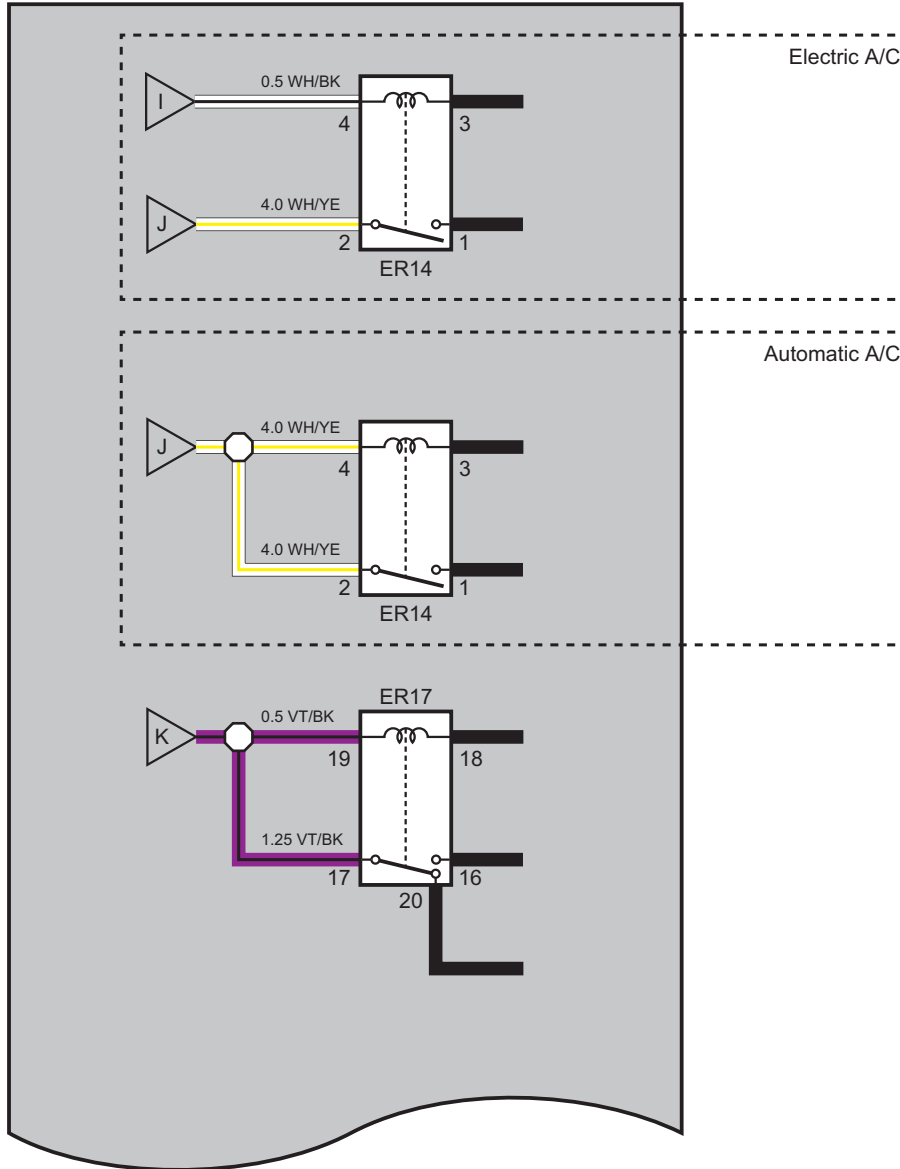 Electric A/C
I
0.5 WH/BK
4
3
J
4.0 WH/YE
2
1
ER14
Automatic A/C
J
4.0 WH/YE
4
3
4.0 WH/YE
2
1
ER14
ER17
K
0.5 VT/BK
19
18
1.25 VT/BK
17
16
20